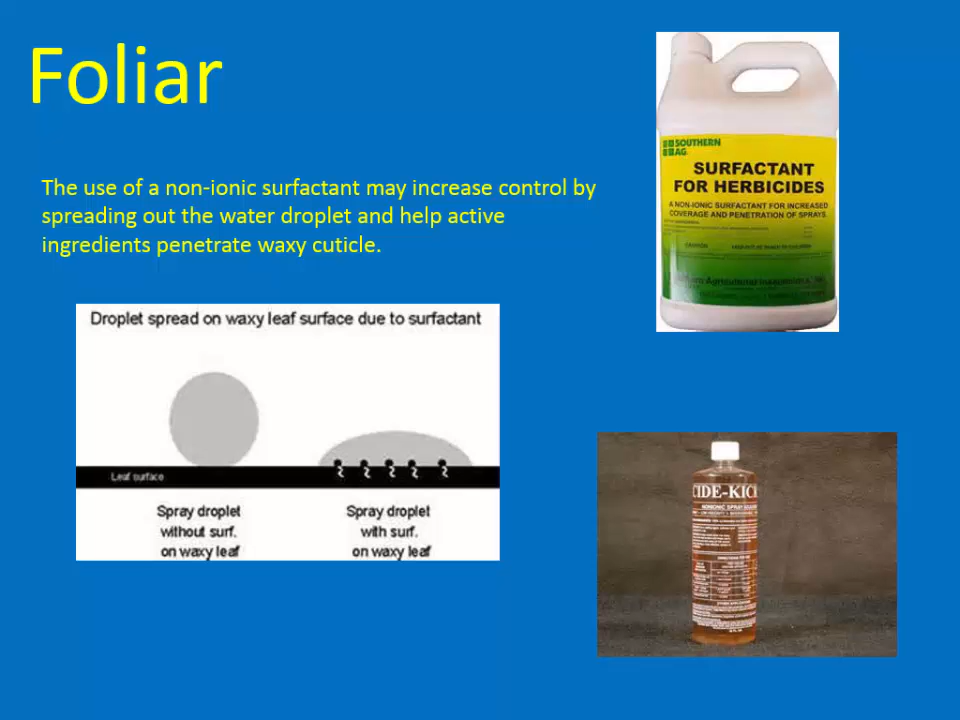 Foliar
The use of a non-ionic surfactant may increase control by
spreading out the water droplet and help active
ingredients penetrate waxy cuticle.
SOUTHERN
AG
SURFACTANT
FOR HERBICIDES
A NON-IONIC SURFACTANT FOR INCREASED
COVERAGE AND PENETRATION OF SPRAYS.
Droplet spread on waxy leaf surface due to surfactant
Leaf surface
Spray droplet
without surf.
on waxy leaf
Spray droplet
with surf.
on waxy leaf
CIDE-KICK